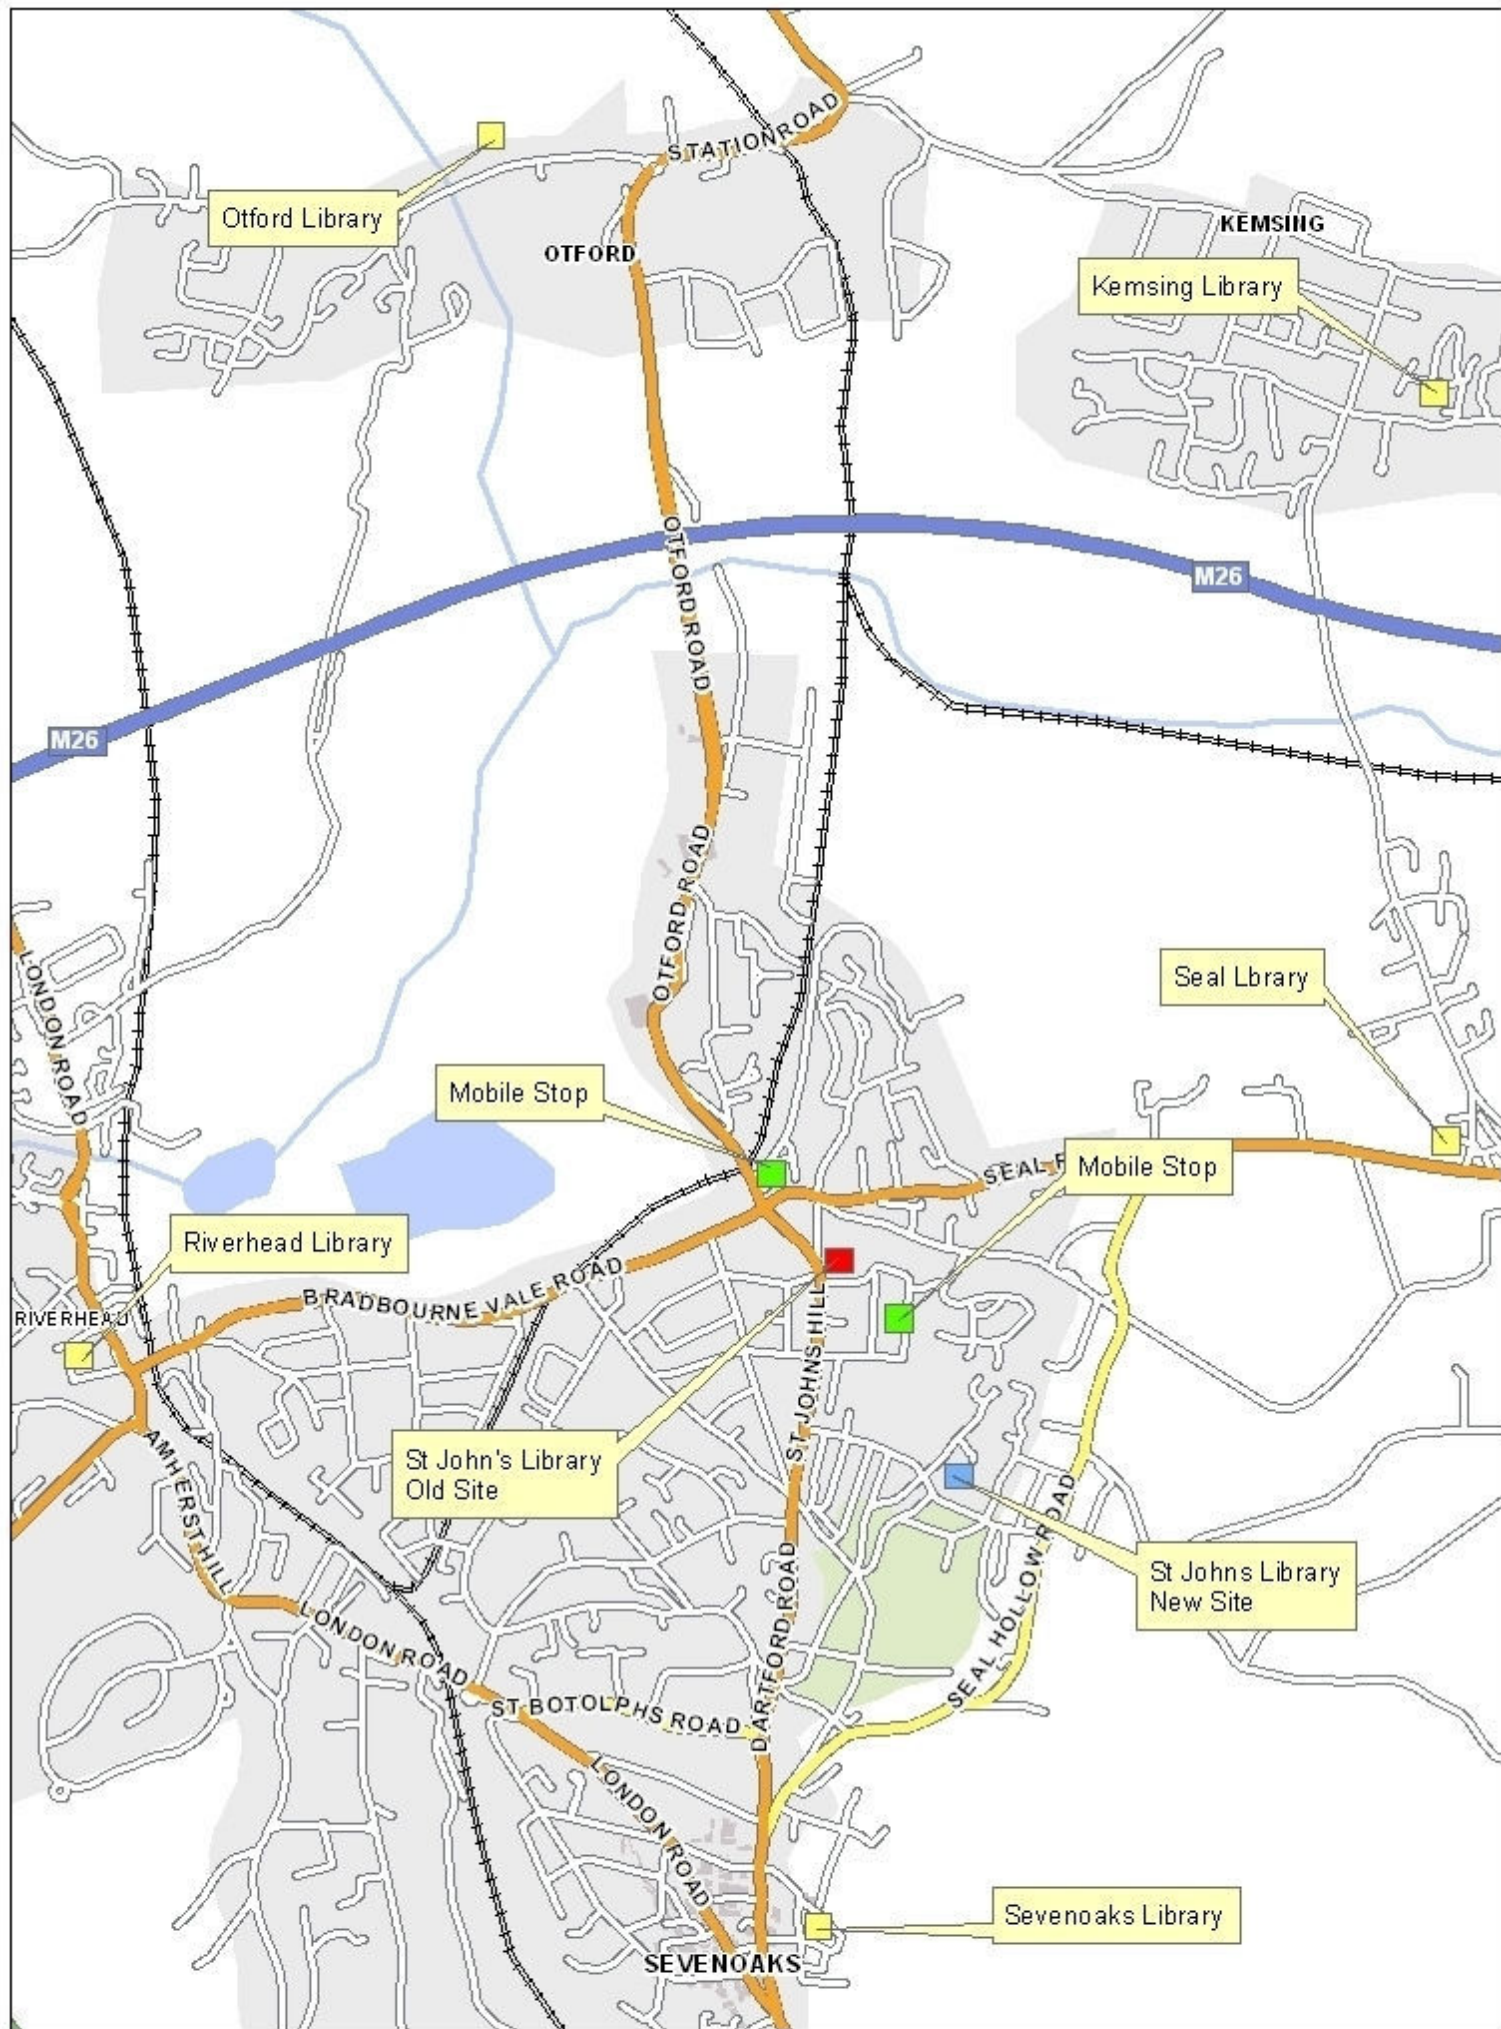 STATION ROAD
Otford Library
OTFORD
KEMSING
Kemsing Library
OTFORD ROAD
M26
M26
OTFORD ROAD
LONDON ROAD
Seal Lbrary
Mobile Stop
SEAL R
Mobile Stop
Riverhead Library
BRADBOURNE VALE ROAD
RIVERHEAD
ST JOHNS HILL
St John's Library
Old Site
AMHERST HILL
SEAL HOLLOW ROAD
St Johns Library
New Site
DARTFORD ROAD
LONDON ROAD
ST BOTOLPHS ROAD
LONDON ROAD
Sevenoaks Library
SEVENOAKS